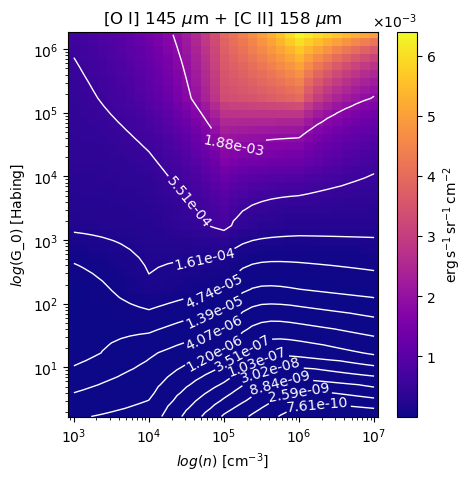 [O I] 145 μm + [C II] 158 μm
×10⁻³
10⁶
10⁵
10⁴
10³
10²
10¹
log(G_0) [Habing]
1.88e-03
5.51e-04
1.61e-04
4.74e-05
1.39e-05
4.07e-06
1.20e-06
3.51e-07
1.03e-07
3.02e-08
8.84e-09
2.59e-09
7.61e-10
10³
10⁴
10⁵
10⁶
10⁷
log(n) [cm⁻³]
6
5
4
3
2
1
erg s⁻¹ sr⁻¹ cm⁻²